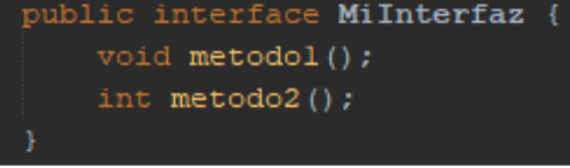 public interface MiInterfaz {
    void metodo1();
    int metodo2();
}